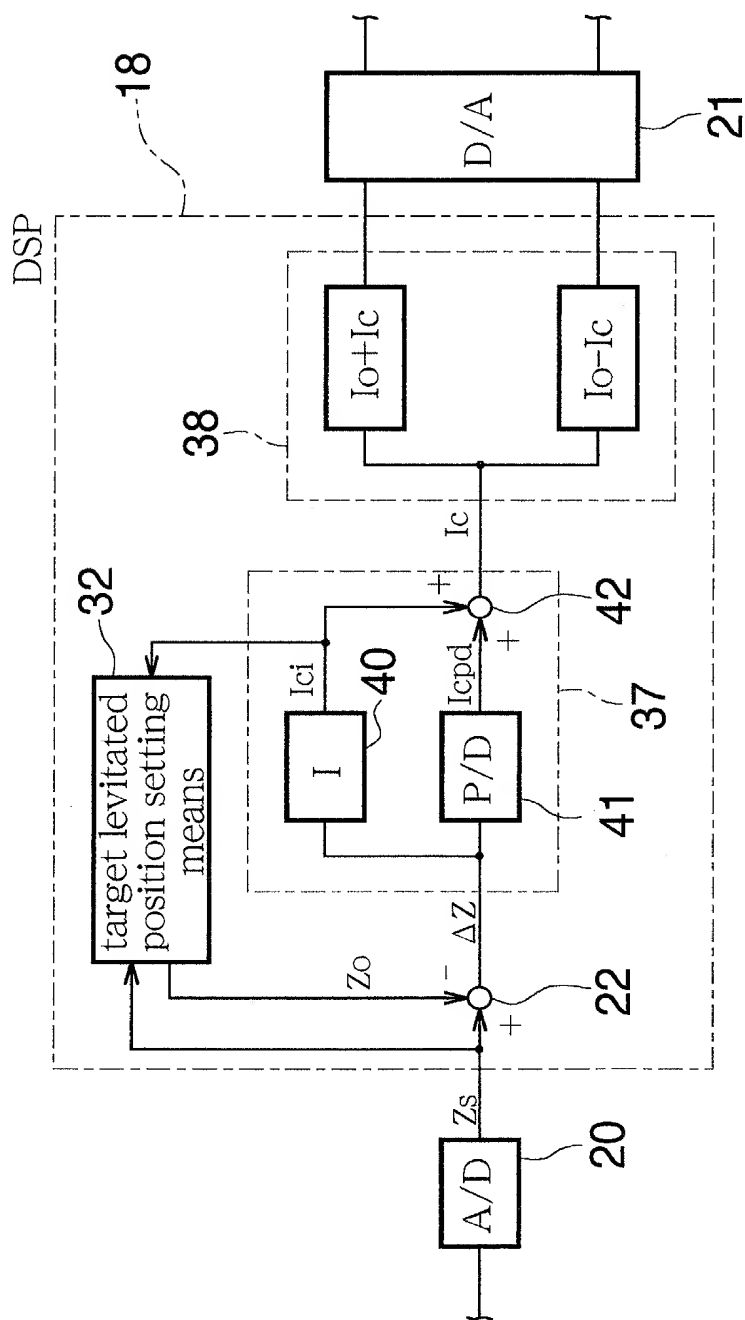 DSP
18
32
target levitated
position setting
means
38
Io+Ic
Io-Ic
D/A
21
Ici
40
I
Icpd
P/D
41
37
+
+
42
Ic
Zo
ΔZ
-
+
22
Zs
A/D
20